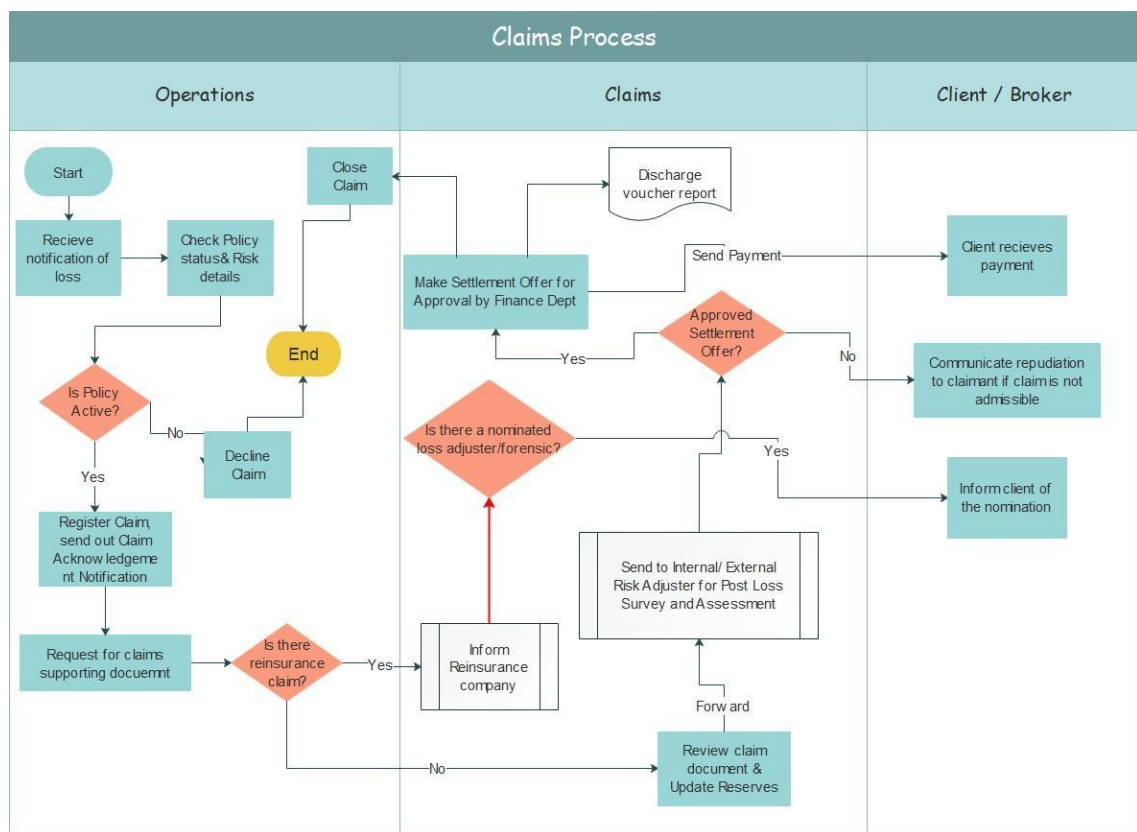 Claims Process
Operations
Claims
Client / Broker
Start
Recieve
notification of
loss
Check Policy
status& Risk
details
Close
Claim
End
Is Policy
Active?
No
Decline
Claim
Yes
Register Claim,
send out Claim
Acknowledgeme
nt Notification
Request for claims
supporting docuemnt
Is there
reinsurance
claim?
Yes
No
Discharge
voucher report
Make Settlement Offer for
Approval by Finance Dept
Send Payment
Approved
Settlement
Offer?
Yes
No
Is there a nominated
loss adjuster/forensic?
Yes
Send to Internal/ External
Risk Adjuster for Post Loss
Survey and Assessment
Inform
Reinsurance
company
Forward
Review claim
document &
Update Reserves
Client recieves
payment
Communicate repudiation
to claimant if claim is not
admissible
Inform client of
the nomination